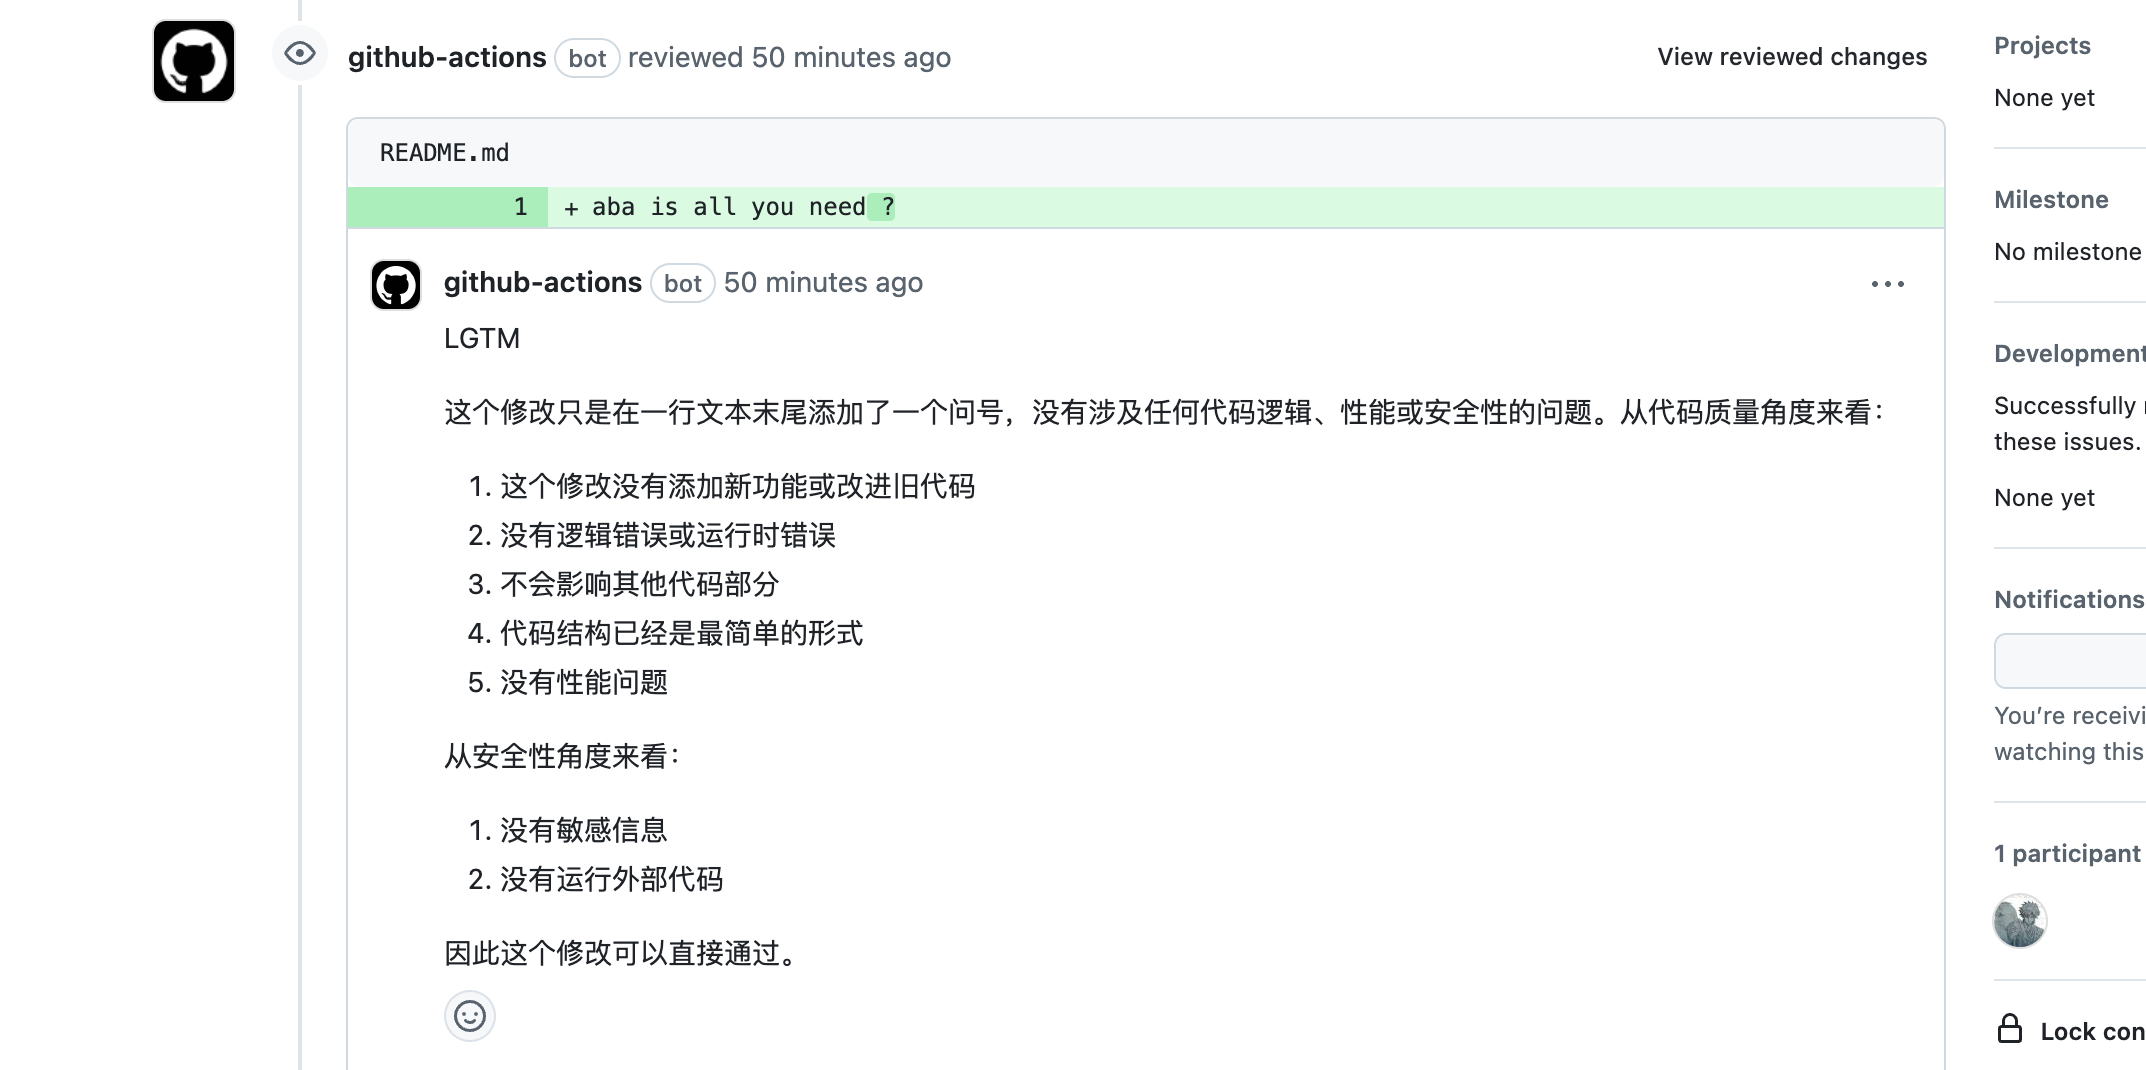 github-actions bot reviewed 50 minutes ago
View reviewed changes
README.md
1 + aba is all you need ?
github-actions bot 50 minutes ago
LGTM
这个修改只是在一行文本末尾添加了一个问号，没有涉及任何代码逻辑、性能或安全性的问题。从代码质量角度来看：
1. 这个修改没有添加新功能或改进旧代码
2. 没有逻辑错误或运行时错误
3. 不会影响其他代码部分
4. 代码结构已经是最简单的形式
5. 没有性能问题
从安全性角度来看：
1. 没有敏感信息
2. 没有运行外部代码
因此这个修改可以直接通过。
Projects
None yet
Milestone
No milestone
Development
Successfully
these issues.
None yet
Notifications
You're receivi
watching this
1 participant
Lock con